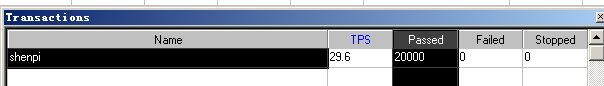 Transactions
Name TPS Passed Failed Stopped
shenpi 29.6 20000 0 0